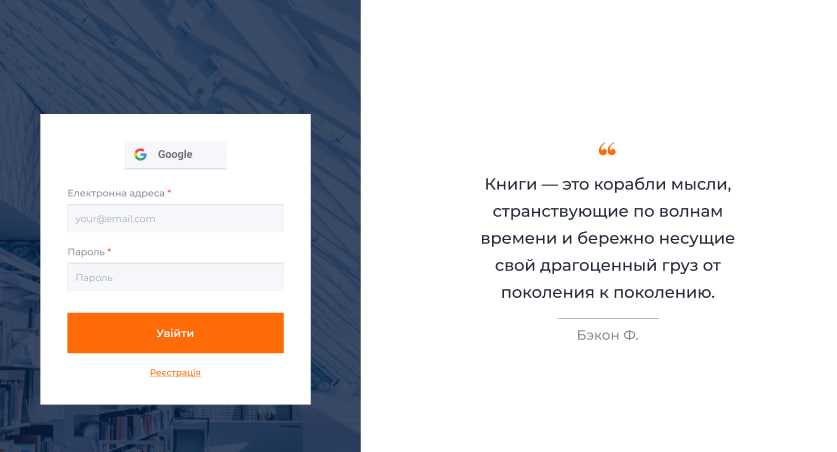 Google
Електронна адреса *
your@email.com
Пароль *
Пароль
Увійти
Реєстрація
“
Книги — это корабли мысли,
странствующие по волнам
времени и бережно несущие
свой драгоценный груз от
поколения к поколению.
Бэкон Ф.